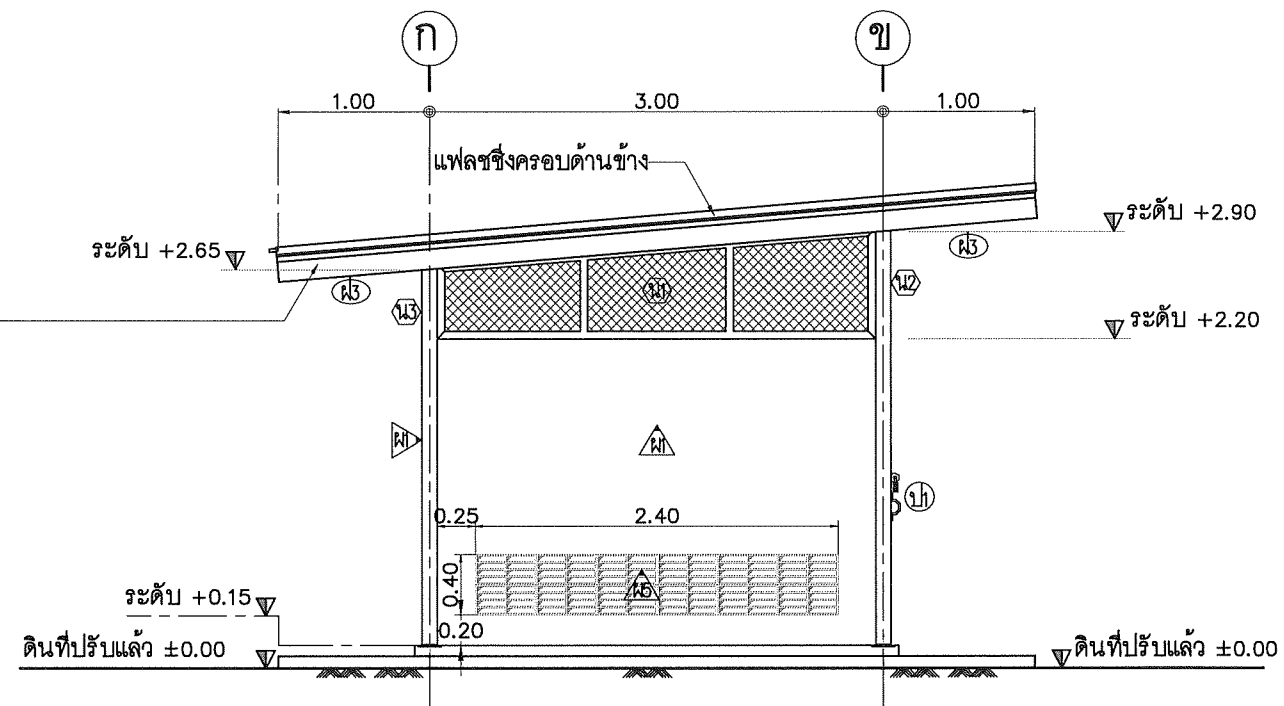 ก
ข
1.00
3.00
1.00
แฟลชชิ่งครอบด้านข้าง
ระดับ +2.90
ระดับ +2.65
ฝ3
ฝ3
น3
น1
น2
ระดับ +2.20
ผ1
ผ1
ป1
0.25
2.40
0.40
ผ5
ระดับ +0.15
0.20
ดินที่ปรับแล้ว ±0.00
ดินที่ปรับแล้ว ±0.00